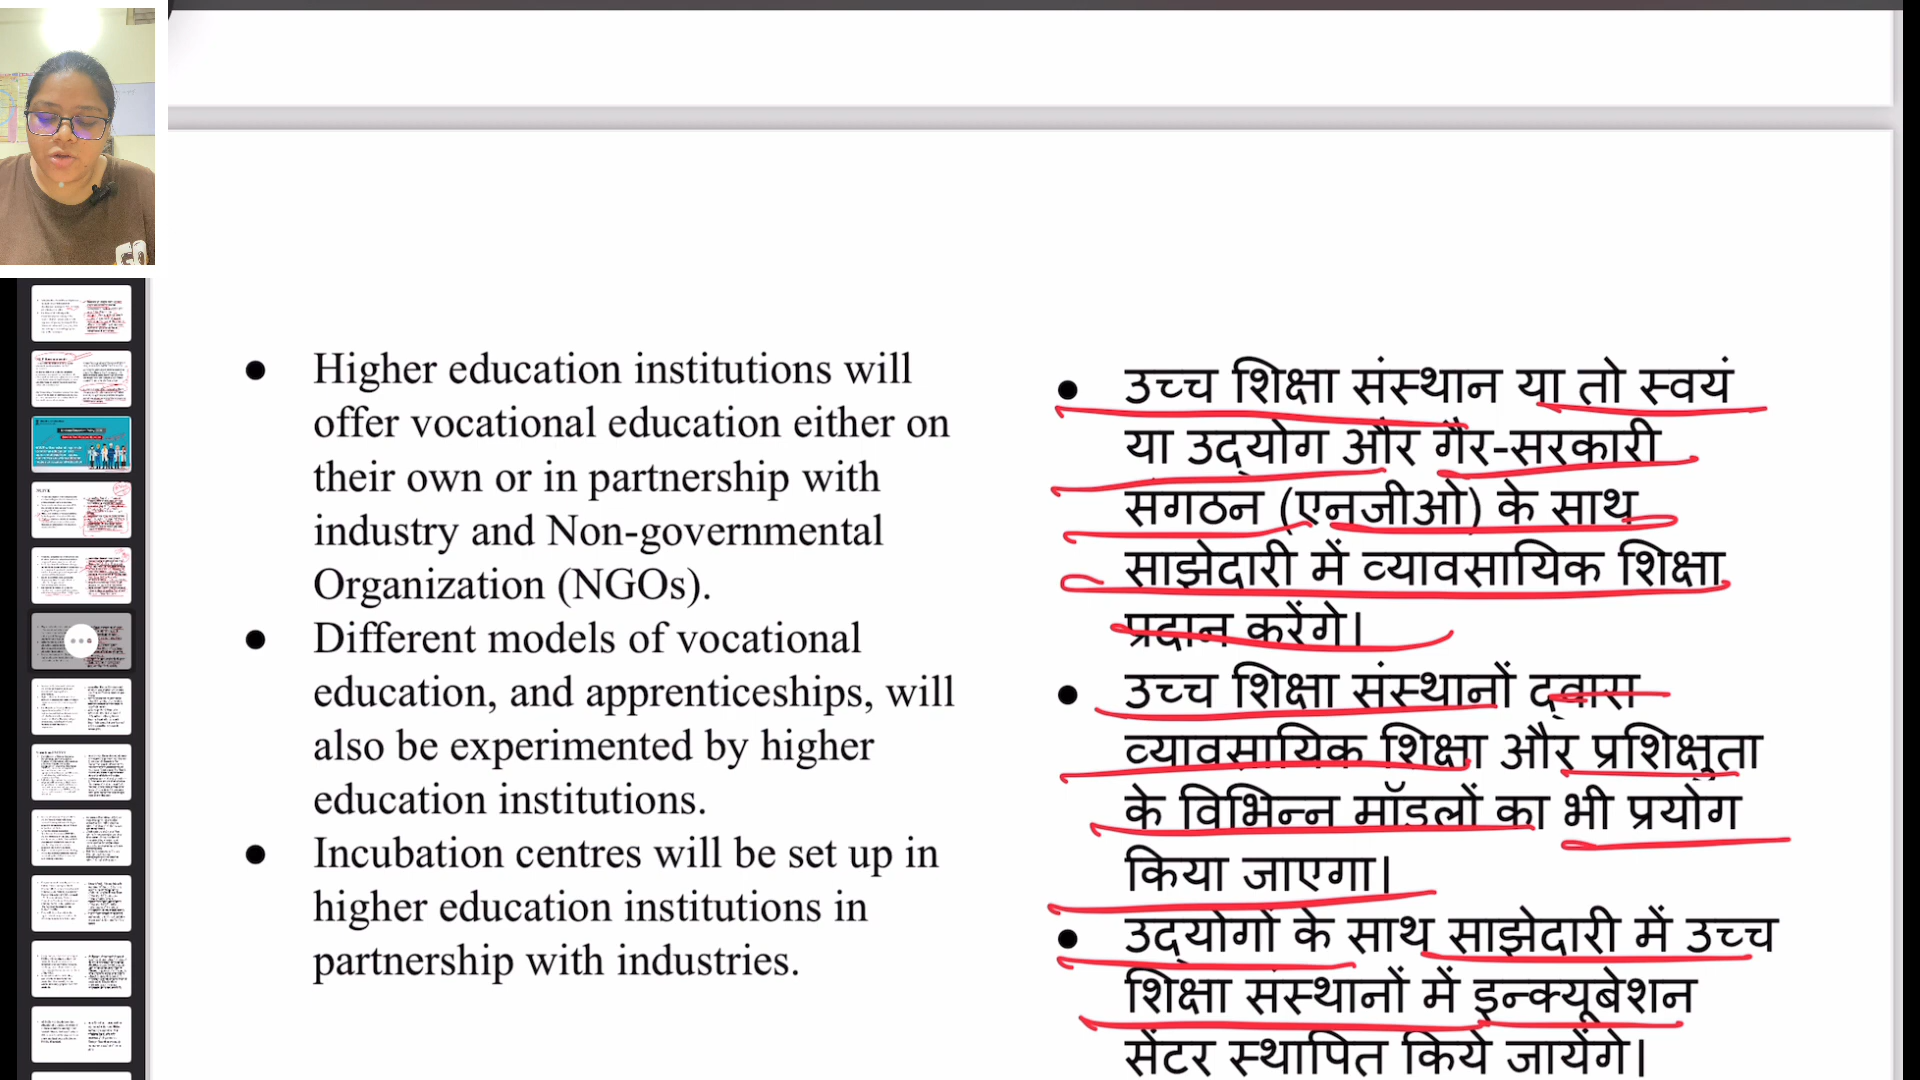 Higher education institutions will
offer vocational education either on
their own or in partnership with
industry and Non-governmental
Organization (NGOs).
Different models of vocational
education, and apprenticeships, will
also be experimented by higher
education institutions.
Incubation centres will be set up in
higher education institutions in
partnership with industries.
उच्च शिक्षा संस्थान या तो स्वयं
या उद्योग और गैर-सरकारी
संगठन (एनजीओ) के साथ
साझेदारी में व्यावसायिक शिक्षा
प्रदान करेंगे।
उच्च शिक्षा संस्थानों द्वारा
व्यावसायिक शिक्षा और प्रशिक्षुता
के विभिन्न मॉडलों का भी प्रयोग
किया जाएगा।
उद्योगों के साथ साझेदारी में उच्च
शिक्षा संस्थानों में इन्क्यूबेशन
सेंटर स्थापित किये जायेंगे।